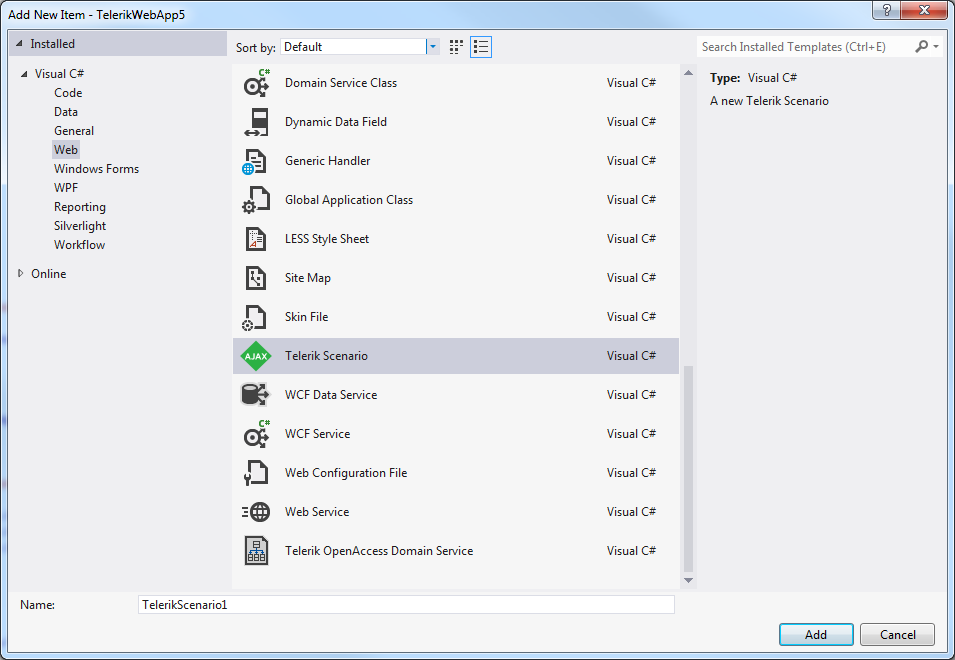 Add New Item - TelerikWebApp5
?
Installed
Sort by: Default
Search Installed Templates (Ctrl+E)
Visual C#
Code
Data
General
Web
Windows Forms
WPF
Reporting
Silverlight
Workflow
Online
C#
Domain Service Class Visual C#
Dynamic Data Field Visual C#
Generic Handler Visual C#
Global Application Class Visual C#
LESS Style Sheet Visual C#
Site Map Visual C#
Skin File Visual C#
AJAX Telerik Scenario Visual C#
WCF Data Service Visual C#
C#
WCF Service Visual C#
Web Configuration File Visual C#
Web Service Visual C#
Telerik OpenAccess Domain Service Visual C#
Type: Visual C#
A new Telerik Scenario
Name: TelerikScenario1
Add Cancel